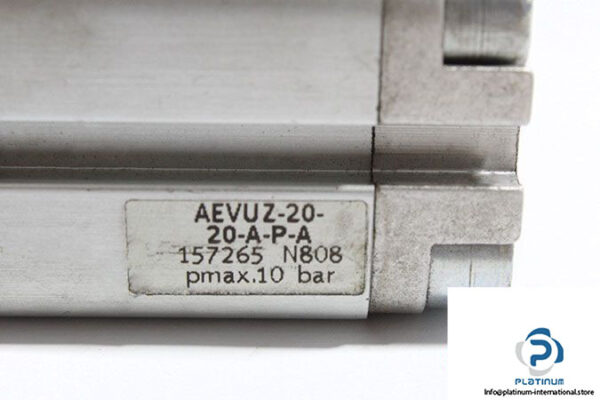 AEVUZ-20-
20-A-P-A
157265 N808
pmax.10 bar
PLATINUM
Info@platinum-international.store